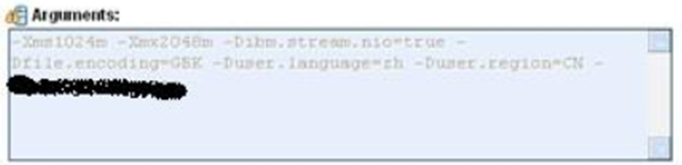 Arguments:
-Xms1024m -Xmx2048m -Dibm.stream.nio=true -
Dfile.encoding=GBK -Duser.language=zh -Duser.region=CN -